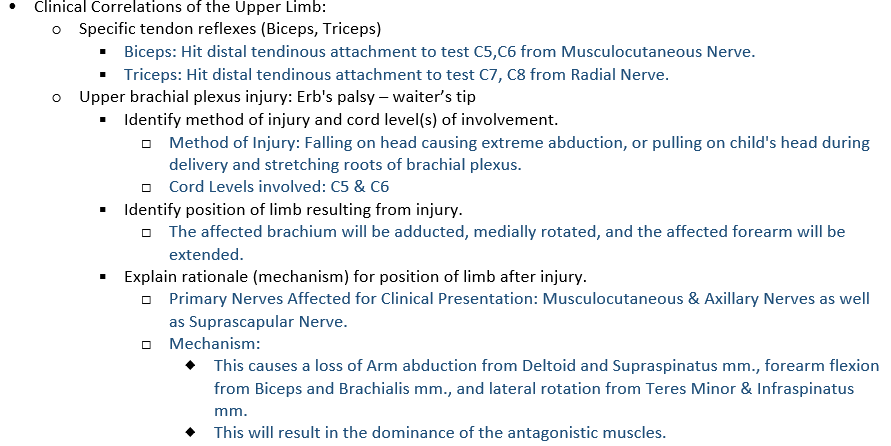 • Clinical Correlations of the Upper Limb:
o Specific tendon reflexes (Biceps, Triceps)
▪ Biceps: Hit distal tendinous attachment to test C5,C6 from Musculocutaneous Nerve.
▪ Triceps: Hit distal tendinous attachment to test C7, C8 from Radial Nerve.
o Upper brachial plexus injury: Erb's palsy – waiter’s tip
▪ Identify method of injury and cord level(s) of involvement.
□ Method of Injury: Falling on head causing extreme abduction, or pulling on child's head during
delivery and stretching roots of brachial plexus.
□ Cord Levels involved: C5 & C6
▪ Identify position of limb resulting from injury.
□ The affected brachium will be adducted, medially rotated, and the affected forearm will be
extended.
▪ Explain rationale (mechanism) for position of limb after injury.
□ Primary Nerves Affected for Clinical Presentation: Musculocutaneous & Axillary Nerves as well
as Suprascapular Nerve.
□ Mechanism:
◆ This causes a loss of Arm abduction from Deltoid and Supraspinatus mm., forearm flexion
from Biceps and Brachialis mm., and lateral rotation from Teres Minor & Infraspinatus
mm.
◆ This will result in the dominance of the antagonistic muscles.